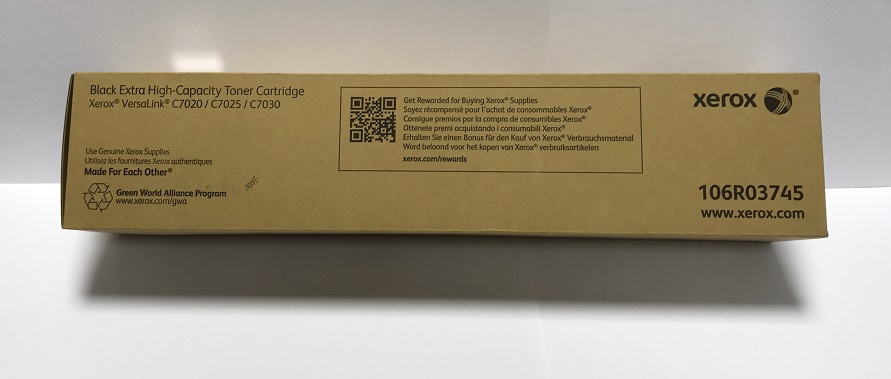 Black Extra High-Capacity Toner Cartridge
Xerox® VersaLink® C7020 / C7025 / C7030
Use Genuine Xerox Supplies
Utilisez les fournitures Xerox authentiques
Made For Each Other®
Green World Alliance Program
www.xerox.com/gwa
Get Rewarded for Buying Xerox® Supplies
Soyez récompensé pour l'achat de consommables Xerox®
Consigue premios por la compra de consumibles Xerox®
Ottenete premi acquistando i consumabili Xerox®
Erhalten Sie einen Bonus für den Kauf von Xerox® Verbrauchsmaterial
Word beloond voor het kopen van Xerox® verbruiksartikelen
xerox.com/rewards
xerox®
106R03745
www.xerox.com